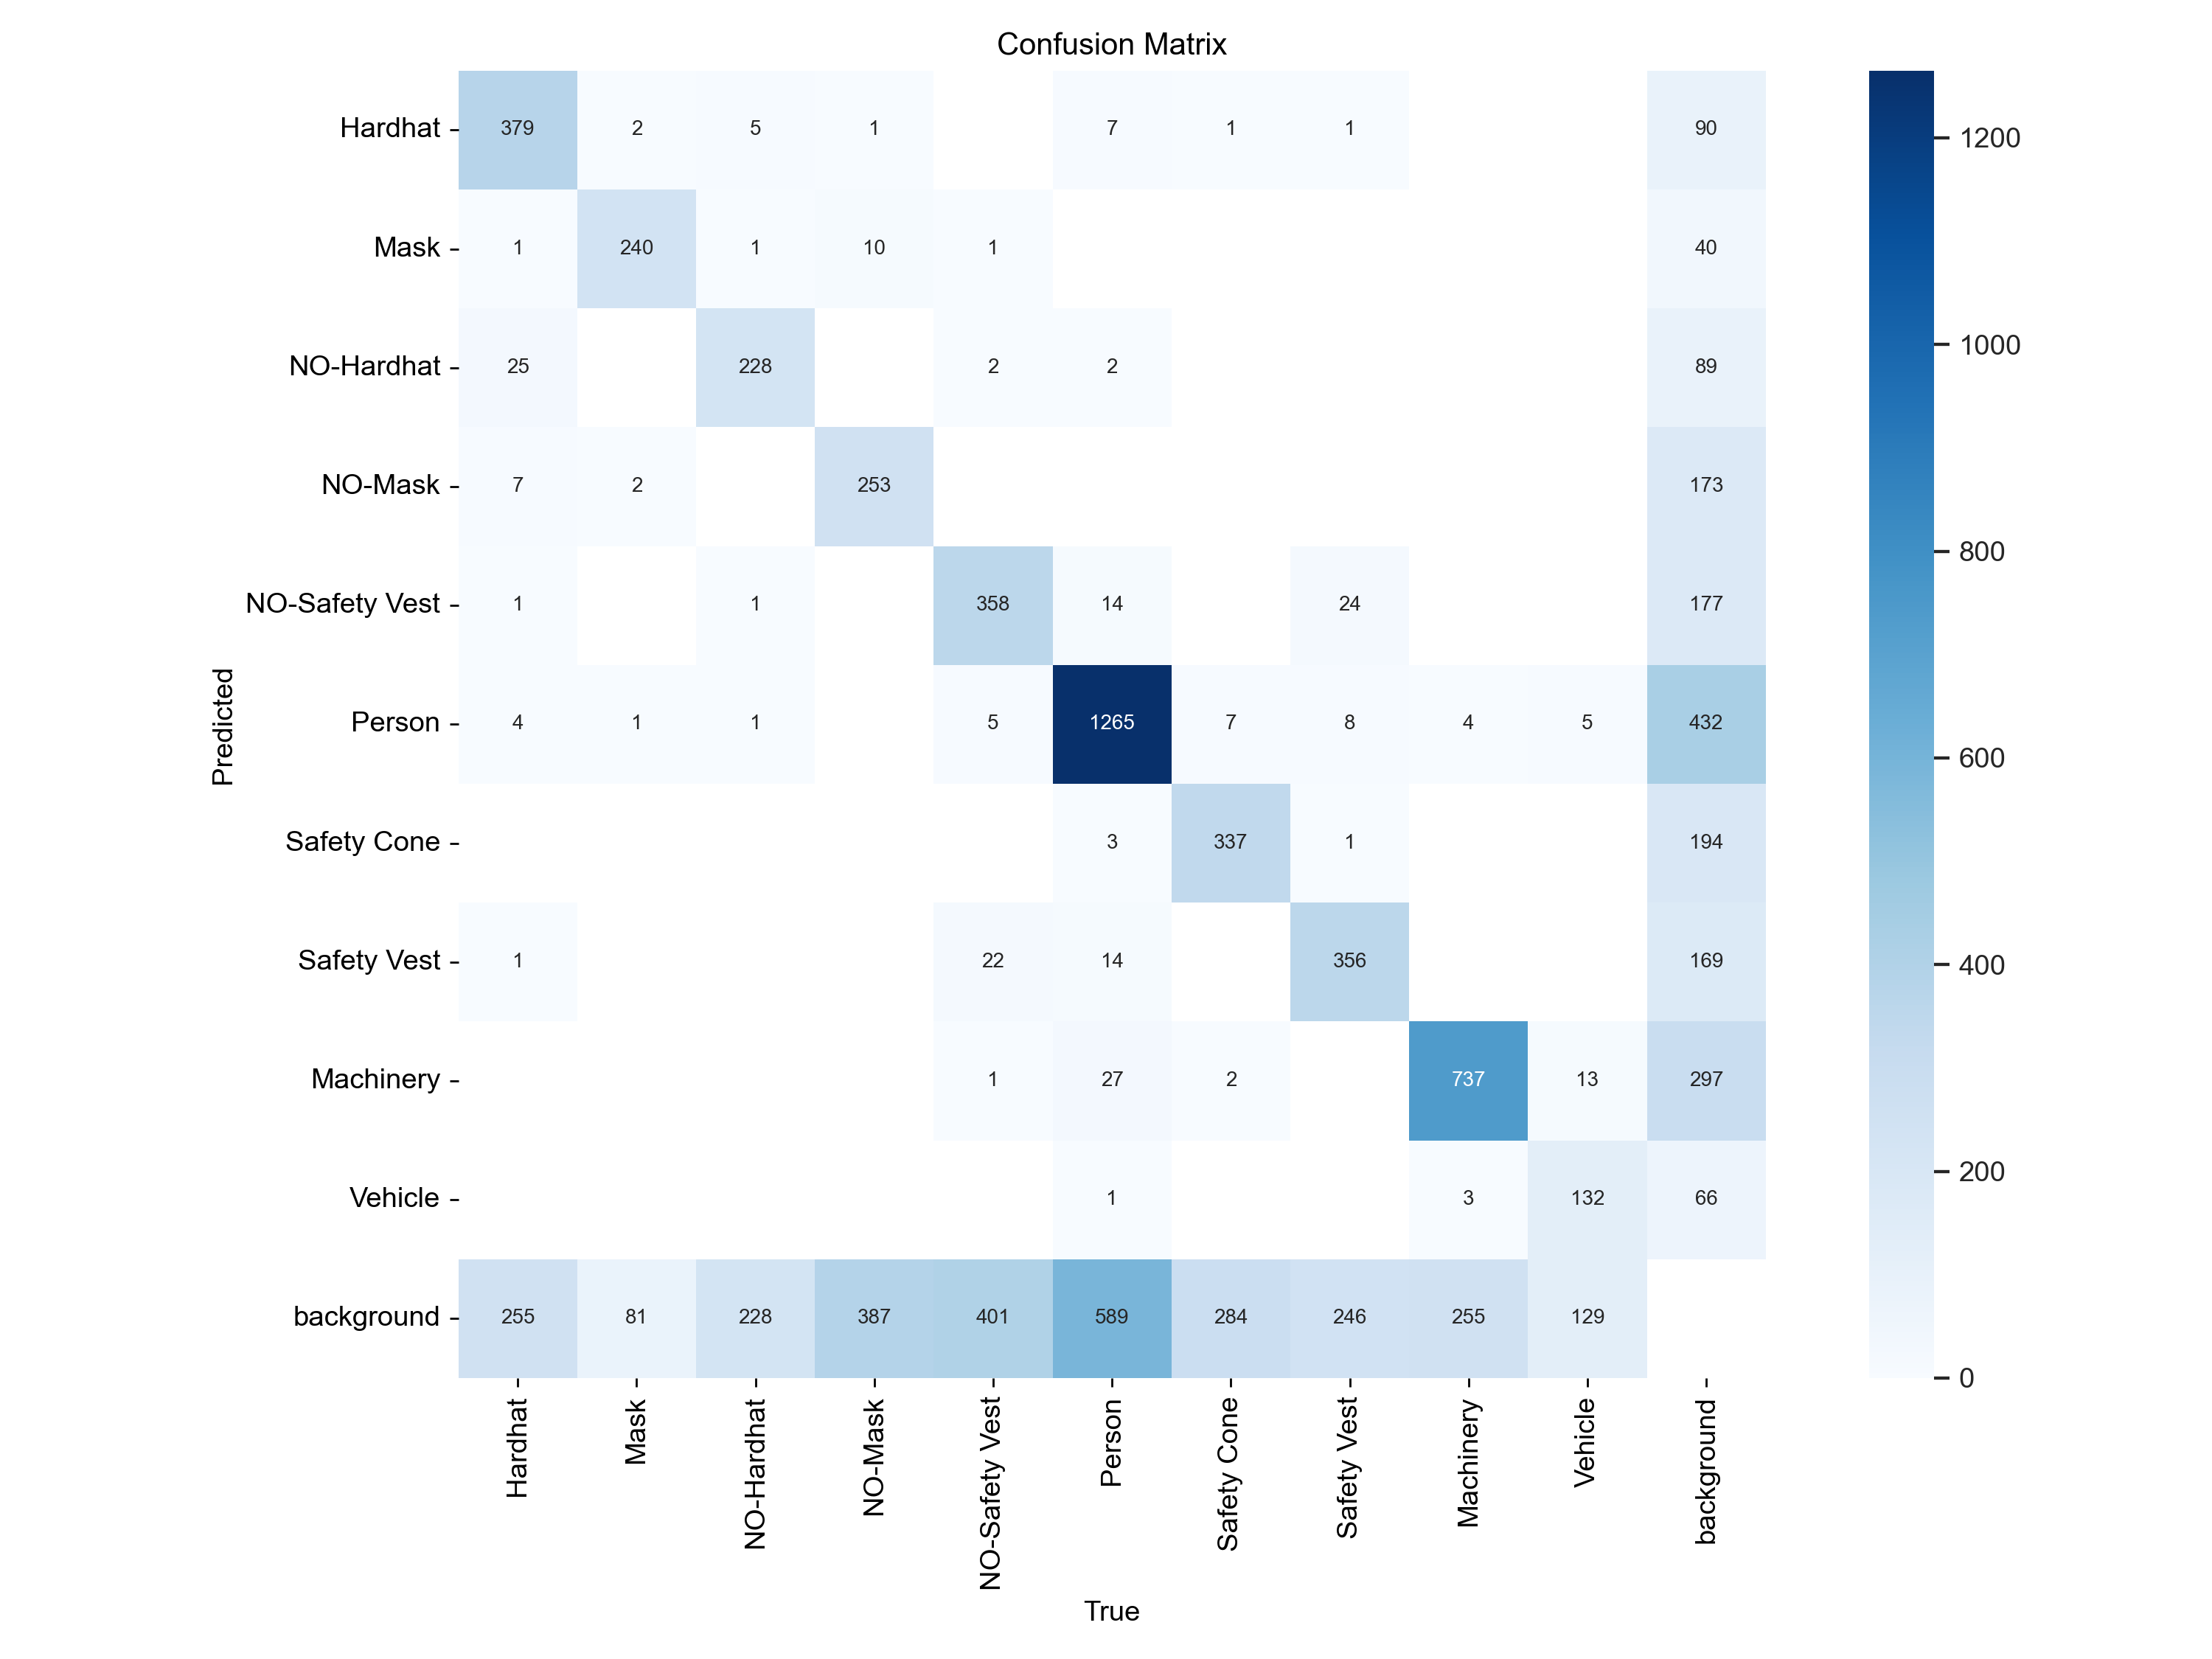 Confusion Matrix
Hardhat 379 2 5 1 7 1 1 90
Mask 1 240 1 10 1 40
NO-Hardhat 25 228 2 2 89
NO-Mask 7 2 253 173
NO-Safety Vest 1 1 358 14 24 177
Person 4 1 1 5 1265 7 8 4 5 432
Safety Cone 3 337 1 194
Safety Vest 1 22 14 356 169
Machinery 1 27 2 737 13 297
Vehicle 1 3 132 66
background 255 81 228 387 401 589 284 246 255 129
Predicted
Hardhat
Mask
NO-Hardhat
NO-Mask
NO-Safety Vest
Person
Safety Cone
Safety Vest
Machinery
Vehicle
background
True
1200
1000
800
600
400
200
0